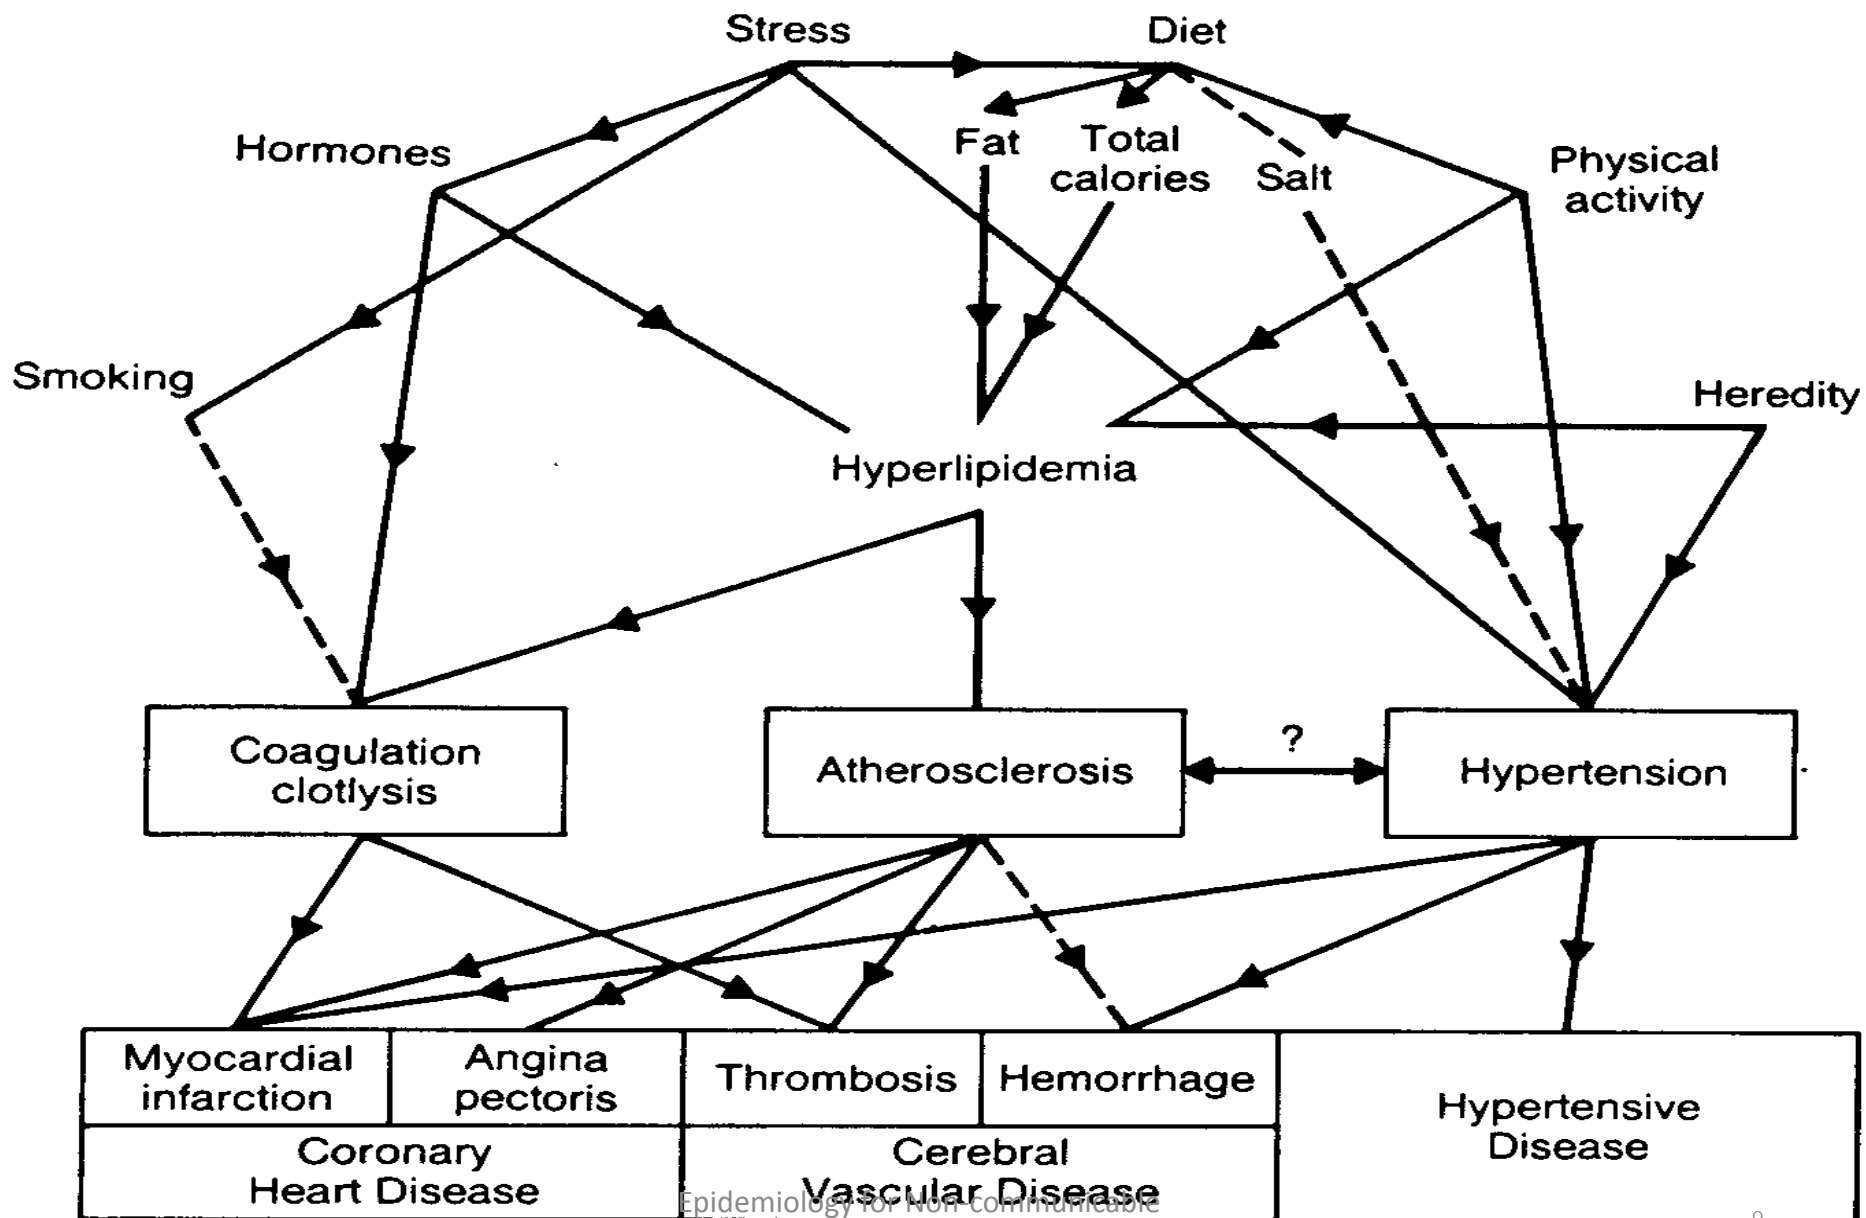 Stress
Diet
Hormones
Fat
Total
calories
Salt
Physical
activity
Smoking
Heredity
Hyperlipidemia
Coagulation
clotlysis
Atherosclerosis
?
Hypertension
Myocardial
infarction
Angina
pectoris
Thrombosis
Hemorrhage
Hypertensive
Disease
Coronary
Heart Disease
Cerebral
Vascular Disease
Epidemiology for Non-communicable